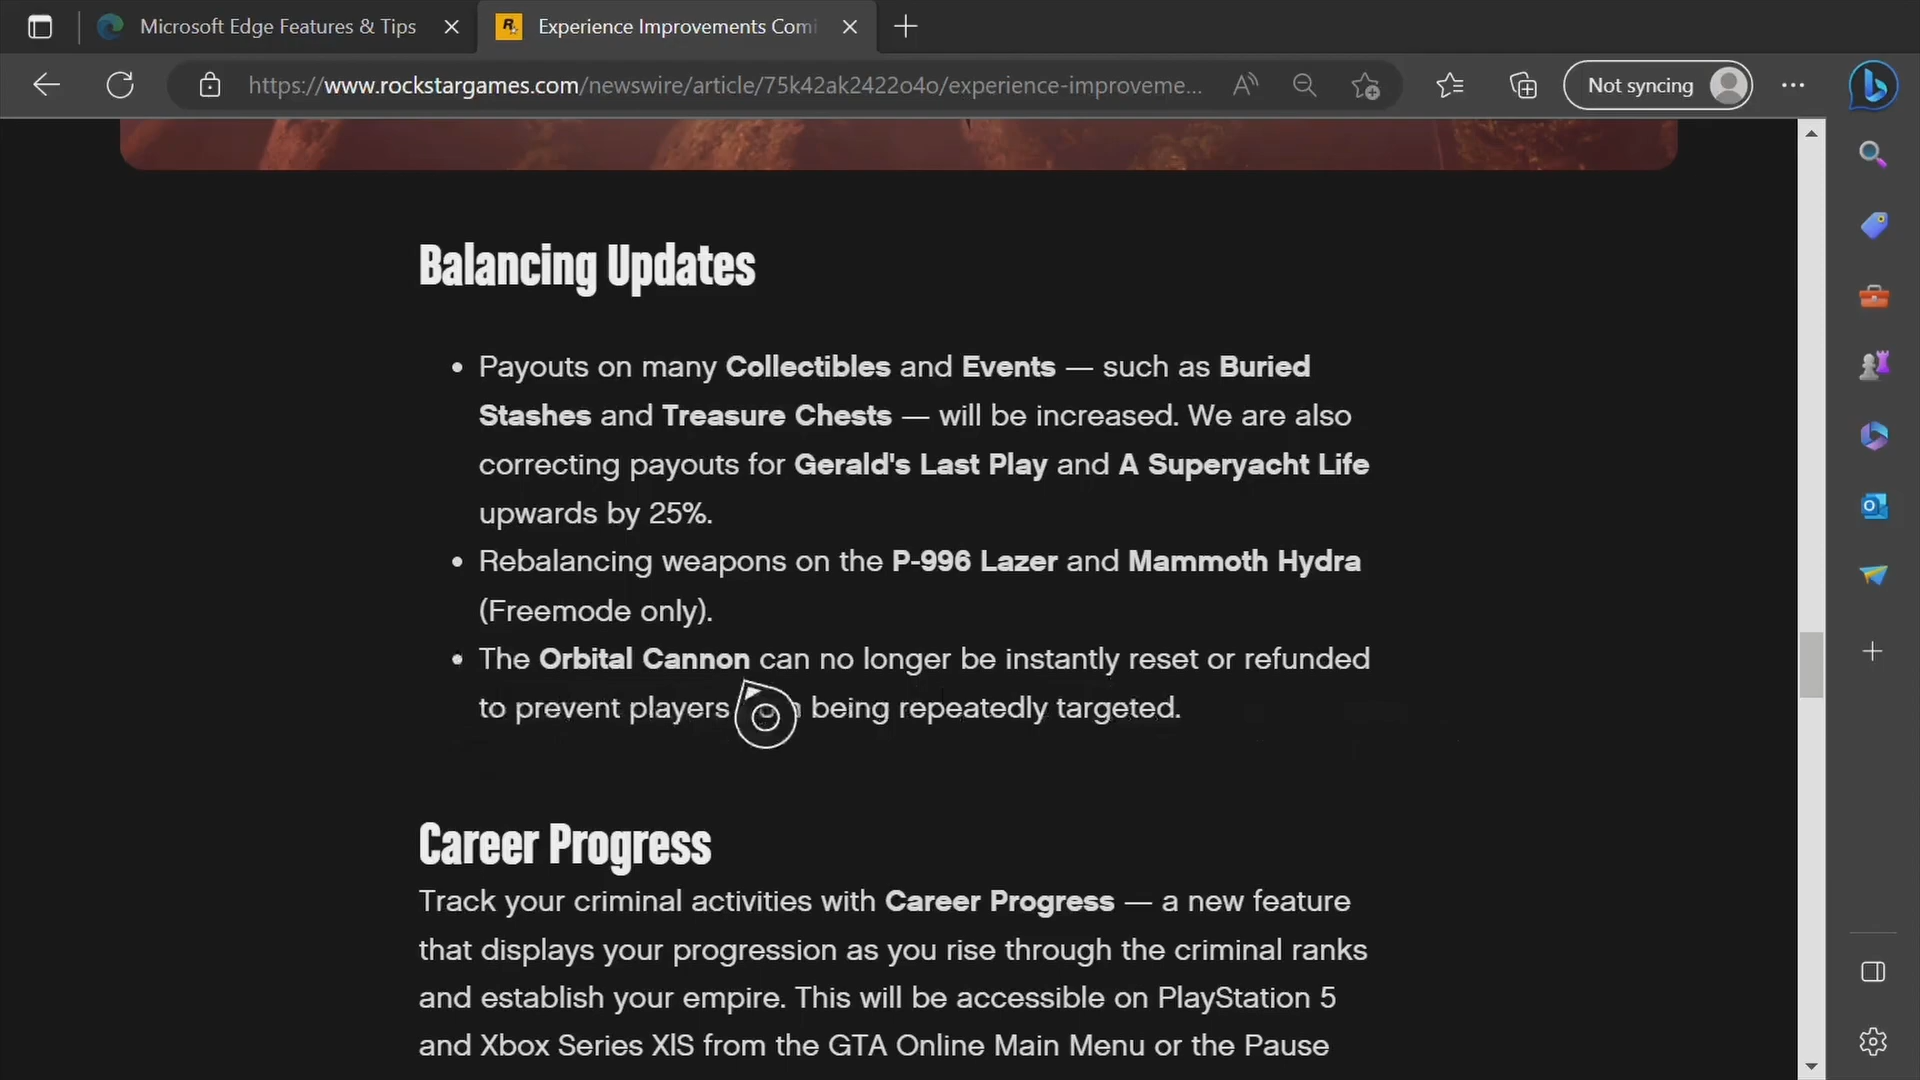 Microsoft Edge Features & Tips
Experience Improvements Comi
https://www.rockstargames.com/newswire/article/75k42ak2422o4o/experience-improveme...
Not syncing
Balancing Updates
• Payouts on many Collectibles and Events — such as Buried
Stashes and Treasure Chests — will be increased. We are also
correcting payouts for Gerald's Last Play and A Superyacht Life
upwards by 25%.
• Rebalancing weapons on the P-996 Lazer and Mammoth Hydra
(Freemode only).
• The Orbital Cannon can no longer be instantly reset or refunded
to prevent players being repeatedly targeted.
Career Progress
Track your criminal activities with Career Progress — a new feature
that displays your progression as you rise through the criminal ranks
and establish your empire. This will be accessible on PlayStation 5
and Xbox Series X|S from the GTA Online Main Menu or the Pause